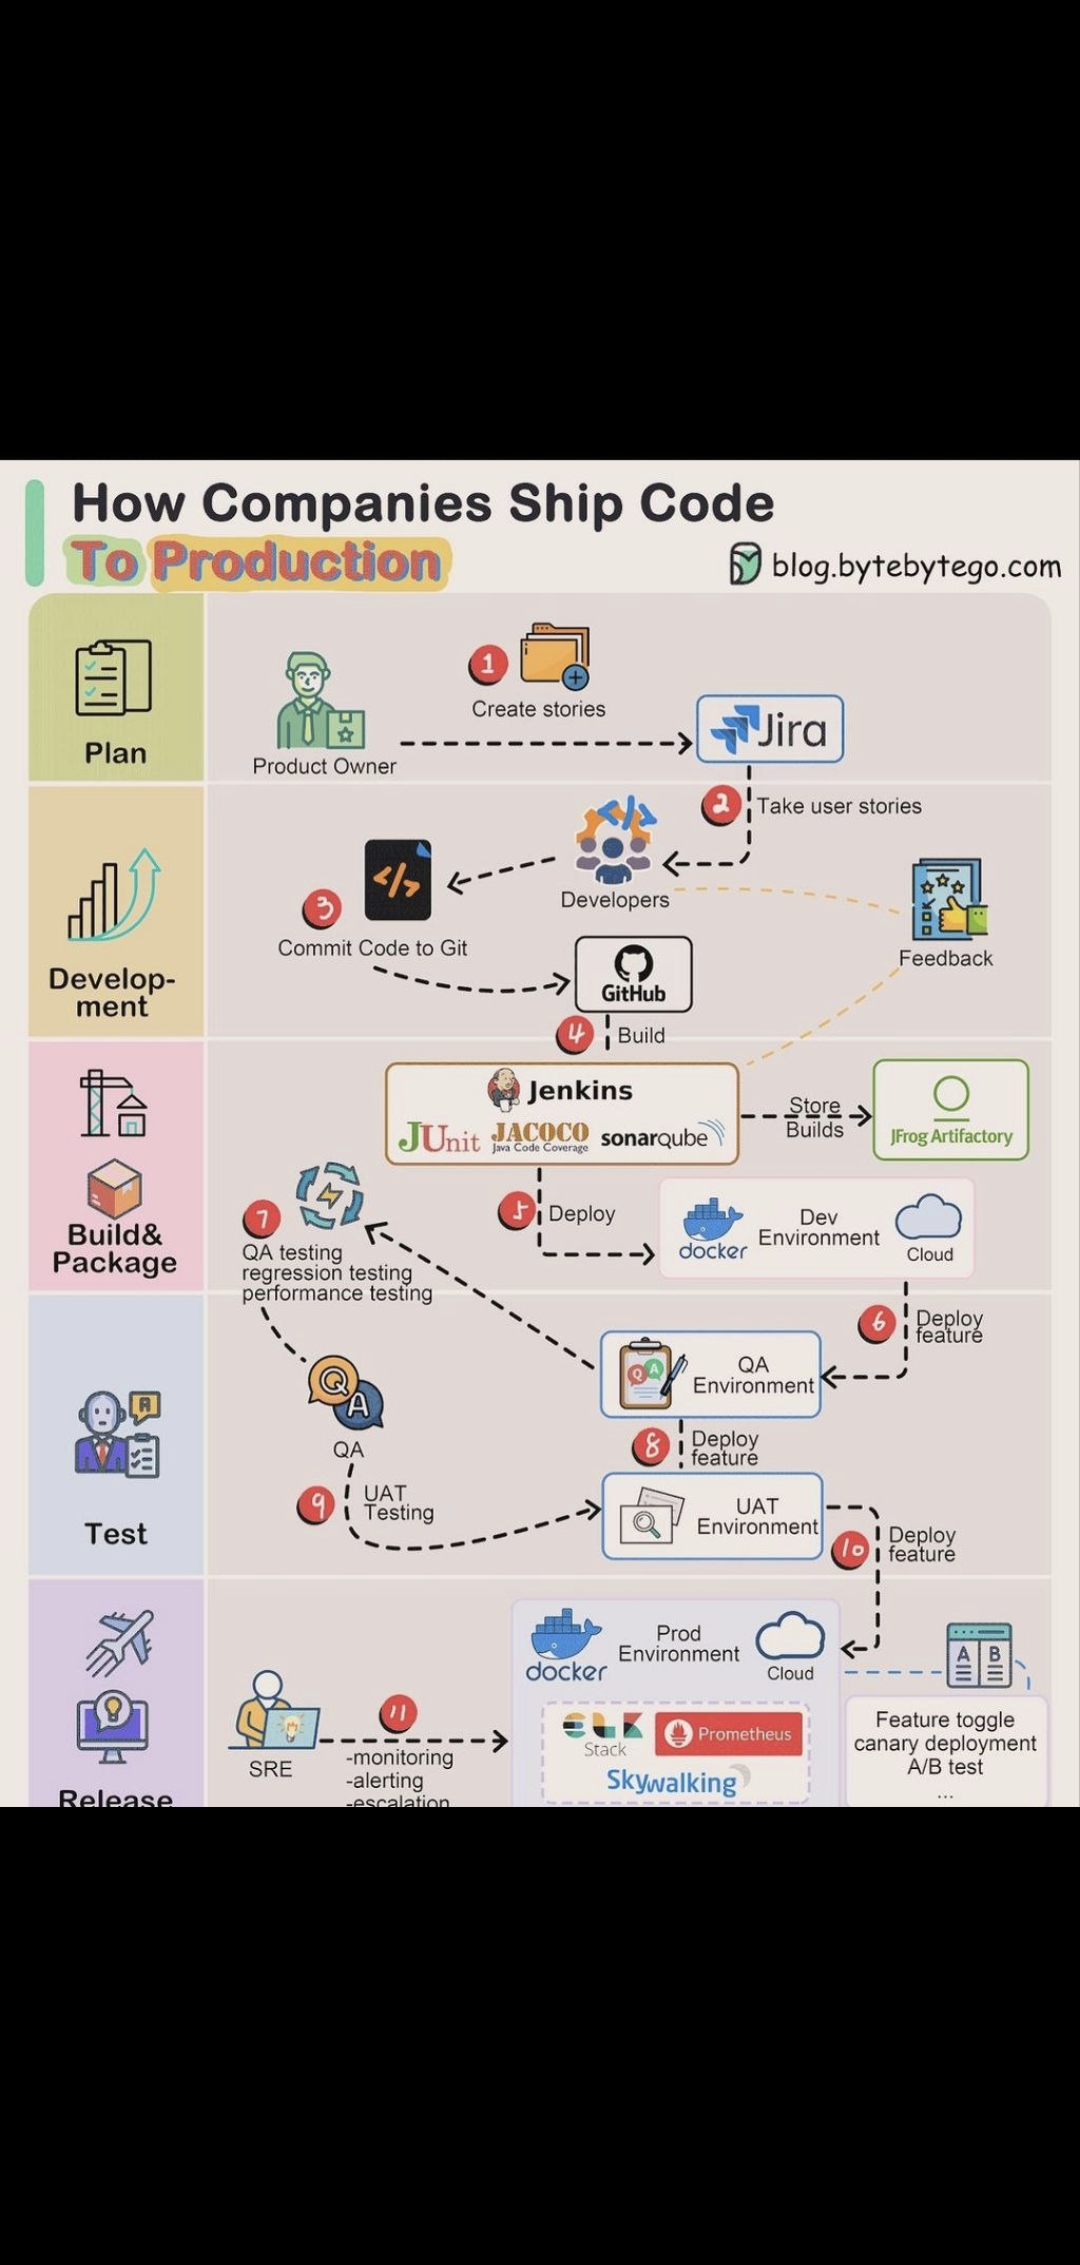 How Companies Ship Code
To Production
blog.bytebytego.com
Plan
1
Create stories
Product Owner
Jira
2
Take user stories
Developers
3
Commit Code to Git
Feedback
Develop-
ment
GitHub
4
Build
Jenkins
JUnit
JACOCO
Java Code Coverage
sonarqube
Store
Builds
JFrog Artifactory
Build&
Package
5
Deploy
docker
Dev
Environment
Cloud
7
QA testing
regression testing
performance testing
6
Deploy
feature
QA
QA
Environment
Q
A
QA
8
Deploy
feature
9
UAT
Testing
UAT
Environment
10
Deploy
feature
Test
docker
Prod
Environment
Cloud
A B
SRE
11
-monitoring
-alerting
-escalation
ELK
Stack
Prometheus
Skywalking
Feature toggle
canary deployment
A/B test
...
Release